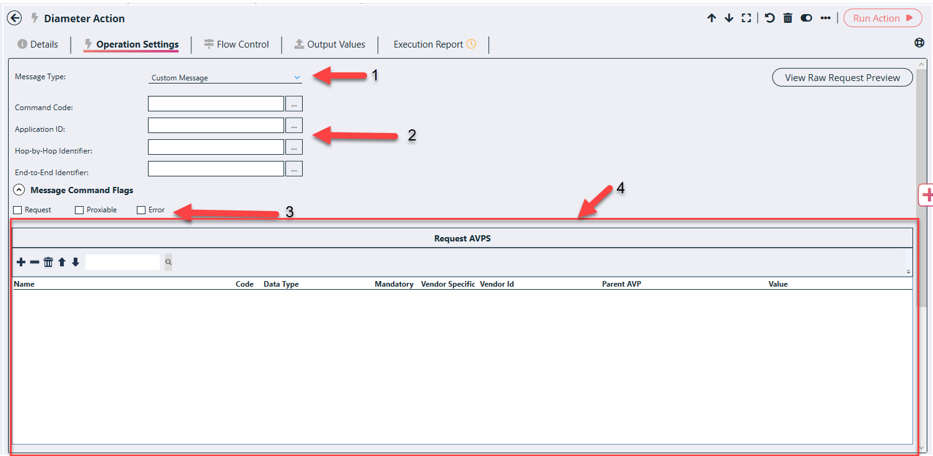 Diameter Action
Run Action
Details
Operation Settings
Flow Control
Output Values
Execution Report
Message Type:
Custom Message
1
View Raw Request Preview
Command Code:
...
Application ID:
...
2
Hop-by-Hop Identifier:
...
End-to-End Identifier:
...
Message Command Flags
4
Request Proxiable Error
3
Request AVPS
Name Code Data Type Mandatory Vendor Specific Vendor Id Parent AVP Value